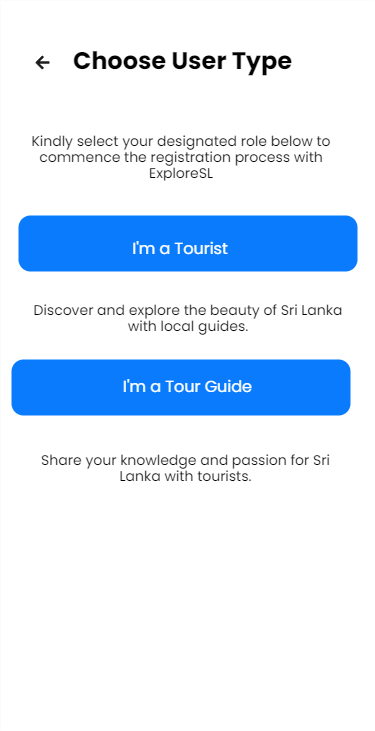 Choose User Type
Kindly select your designated role below to
commence the registration process with
ExploreSL
I'm a Tourist
Discover and explore the beauty of Sri Lanka
with local guides.
I'm a Tour Guide
Share your knowledge and passion for Sri
Lanka with tourists.